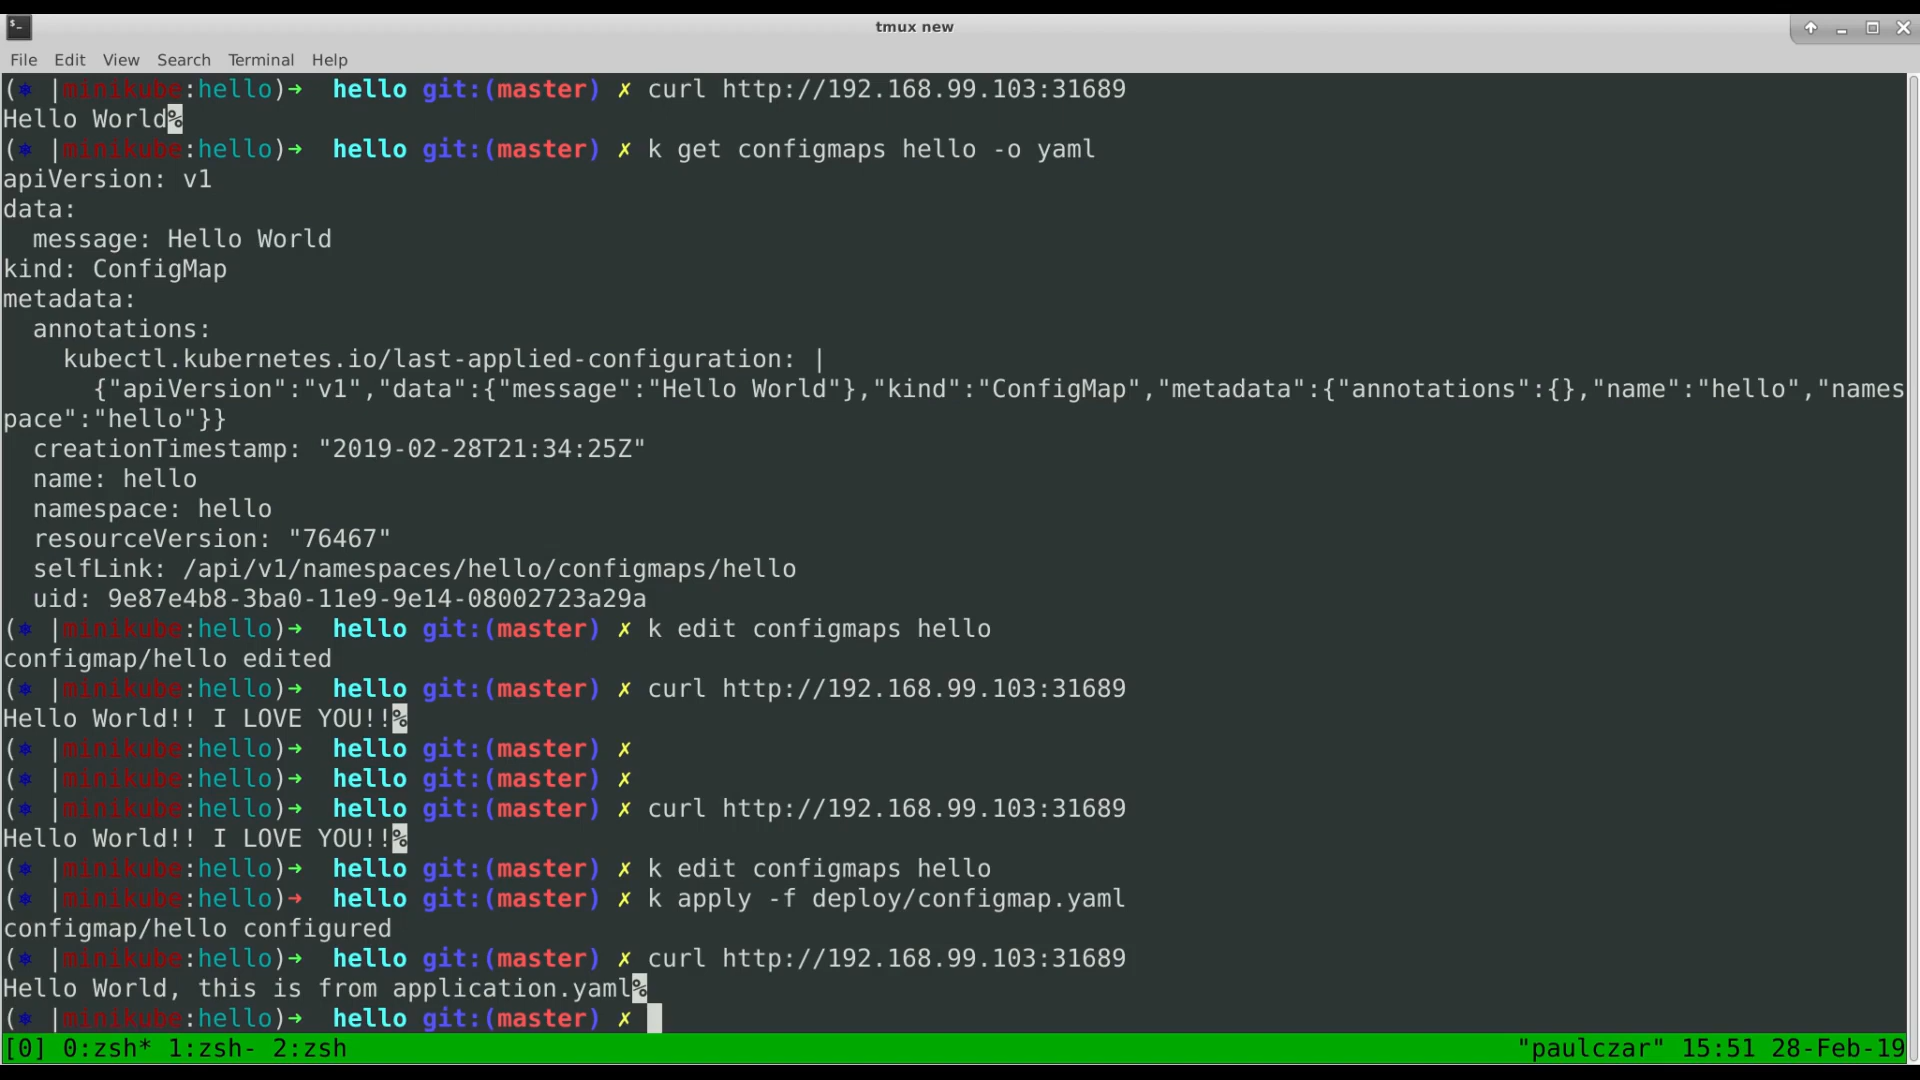 tmux new
File Edit View Search Terminal Help
(⎈ |minikube:hello)➜  hello git:(master) ✗ curl http://192.168.99.103:31689
Hello World%
(⎈ |minikube:hello)➜  hello git:(master) ✗ k get configmaps hello -o yaml
apiVersion: v1
data:
  message: Hello World
kind: ConfigMap
metadata:
  annotations:
    kubectl.kubernetes.io/last-applied-configuration: |
      {"apiVersion":"v1","data":{"message":"Hello World"},"kind":"ConfigMap","metadata":{"annotations":{},"name":"hello","names
pace":"hello"}}
  creationTimestamp: "2019-02-28T21:34:25Z"
  name: hello
  namespace: hello
  resourceVersion: "76467"
  selfLink: /api/v1/namespaces/hello/configmaps/hello
  uid: 9e87e4b8-3ba0-11e9-9e14-08002723a29a
(⎈ |minikube:hello)➜  hello git:(master) ✗ k edit configmaps hello
configmap/hello edited
(⎈ |minikube:hello)➜  hello git:(master) ✗ curl http://192.168.99.103:31689
Hello World!! I LOVE YOU!!%
(⎈ |minikube:hello)➜  hello git:(master) ✗
(⎈ |minikube:hello)➜  hello git:(master) ✗
(⎈ |minikube:hello)➜  hello git:(master) ✗ curl http://192.168.99.103:31689
Hello World!! I LOVE YOU!!%
(⎈ |minikube:hello)➜  hello git:(master) ✗ k edit configmaps hello
(⎈ |minikube:hello)➜  hello git:(master) ✗ k apply -f deploy/configmap.yaml
configmap/hello configured
(⎈ |minikube:hello)➜  hello git:(master) ✗ curl http://192.168.99.103:31689
Hello World, this is from application.yaml%
(⎈ |minikube:hello)➜  hello git:(master) ✗
[0] 0:zsh* 1:zsh- 2:zsh "paulczar" 15:51 28-Feb-19